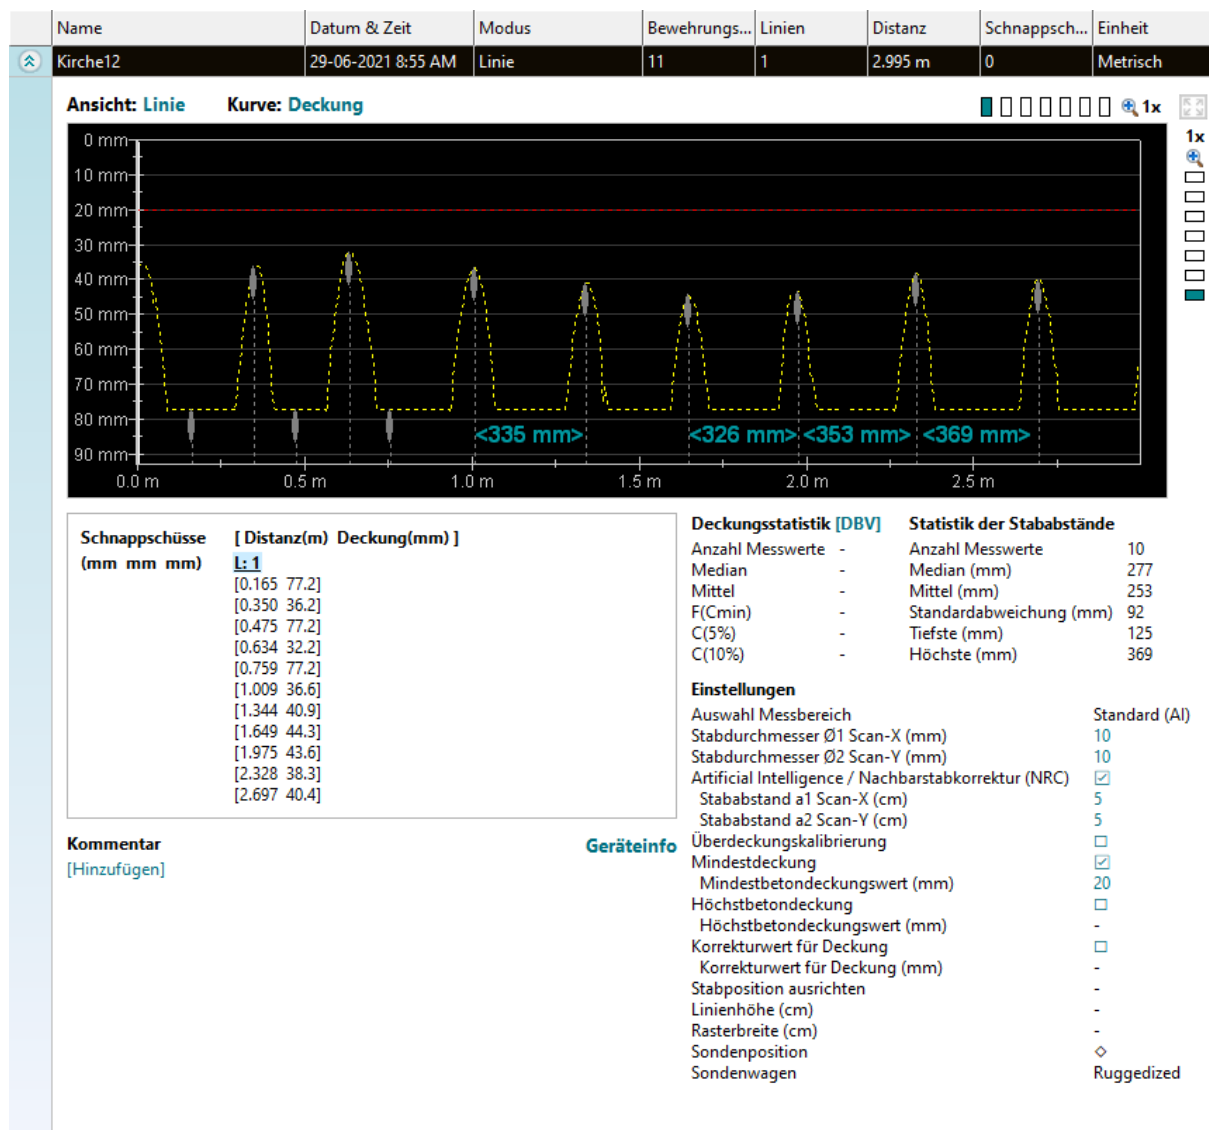 Name Datum & Zeit Modus Bewehrungs... Linien Distanz Schnappsch... Einheit
Kirche12 29-06-2021 8:55 AM Linie 11 1 2.995 m 0 Metrisch
Ansicht: Linie Kurve: Deckung 1x
1x
0 mm
10 mm
20 mm
30 mm
40 mm
50 mm
60 mm
70 mm
80 mm
90 mm
<335 mm> <326 mm> <353 mm> <369 mm>
0.0 m 0.5 m 1.0 m 1.5 m 2.0 m 2.5 m
Schnappschüsse [ Distanz(m) Deckung(mm) ]
(mm mm mm) L: 1
[0.165 77.2]
[0.350 36.2]
[0.475 77.2]
[0.634 32.2]
[0.759 77.2]
[1.009 36.6]
[1.344 40.9]
[1.649 44.3]
[1.975 43.6]
[2.328 38.3]
[2.697 40.4]
Kommentar
[Hinzufügen]
Geräteinfo
Deckungsstatistik [DBV] Statistik der Stababstände
Anzahl Messwerte - Anzahl Messwerte 10
Median - Median (mm) 277
Mittel - Mittel (mm) 253
F(Cmin) - Standardabweichung (mm) 92
C(5%) - Tiefste (mm) 125
C(10%) - Höchste (mm) 369
Einstellungen
Auswahl Messbereich Standard (AI)
Stabdurchmesser Ø1 Scan-X (mm) 10
Stabdurchmesser Ø2 Scan-Y (mm) 10
Artificial Intelligence / Nachbarstabkorrektur (NRC)
Stababstand a1 Scan-X (cm) 5
Stababstand a2 Scan-Y (cm) 5
Überdeckungskalibrierung
Mindestdeckung
Mindestbetondeckungswert (mm) 20
Höchstbetondeckung
Höchstbetondeckungswert (mm) -
Korrekturwert für Deckung
Korrekturwert für Deckung (mm) -
Stabposition ausrichten -
Linienhöhe (cm) -
Rasterbreite (cm) -
Sondenposition
Sondenwagen Ruggedized